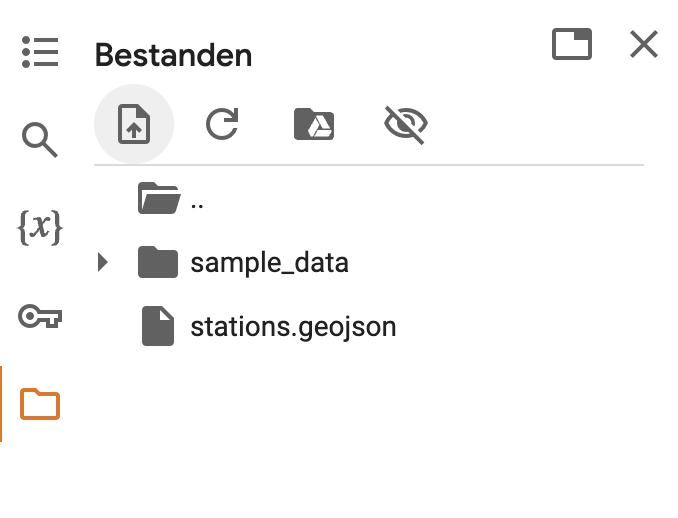 Bestanden
{x}
..
sample_data
stations.geojson